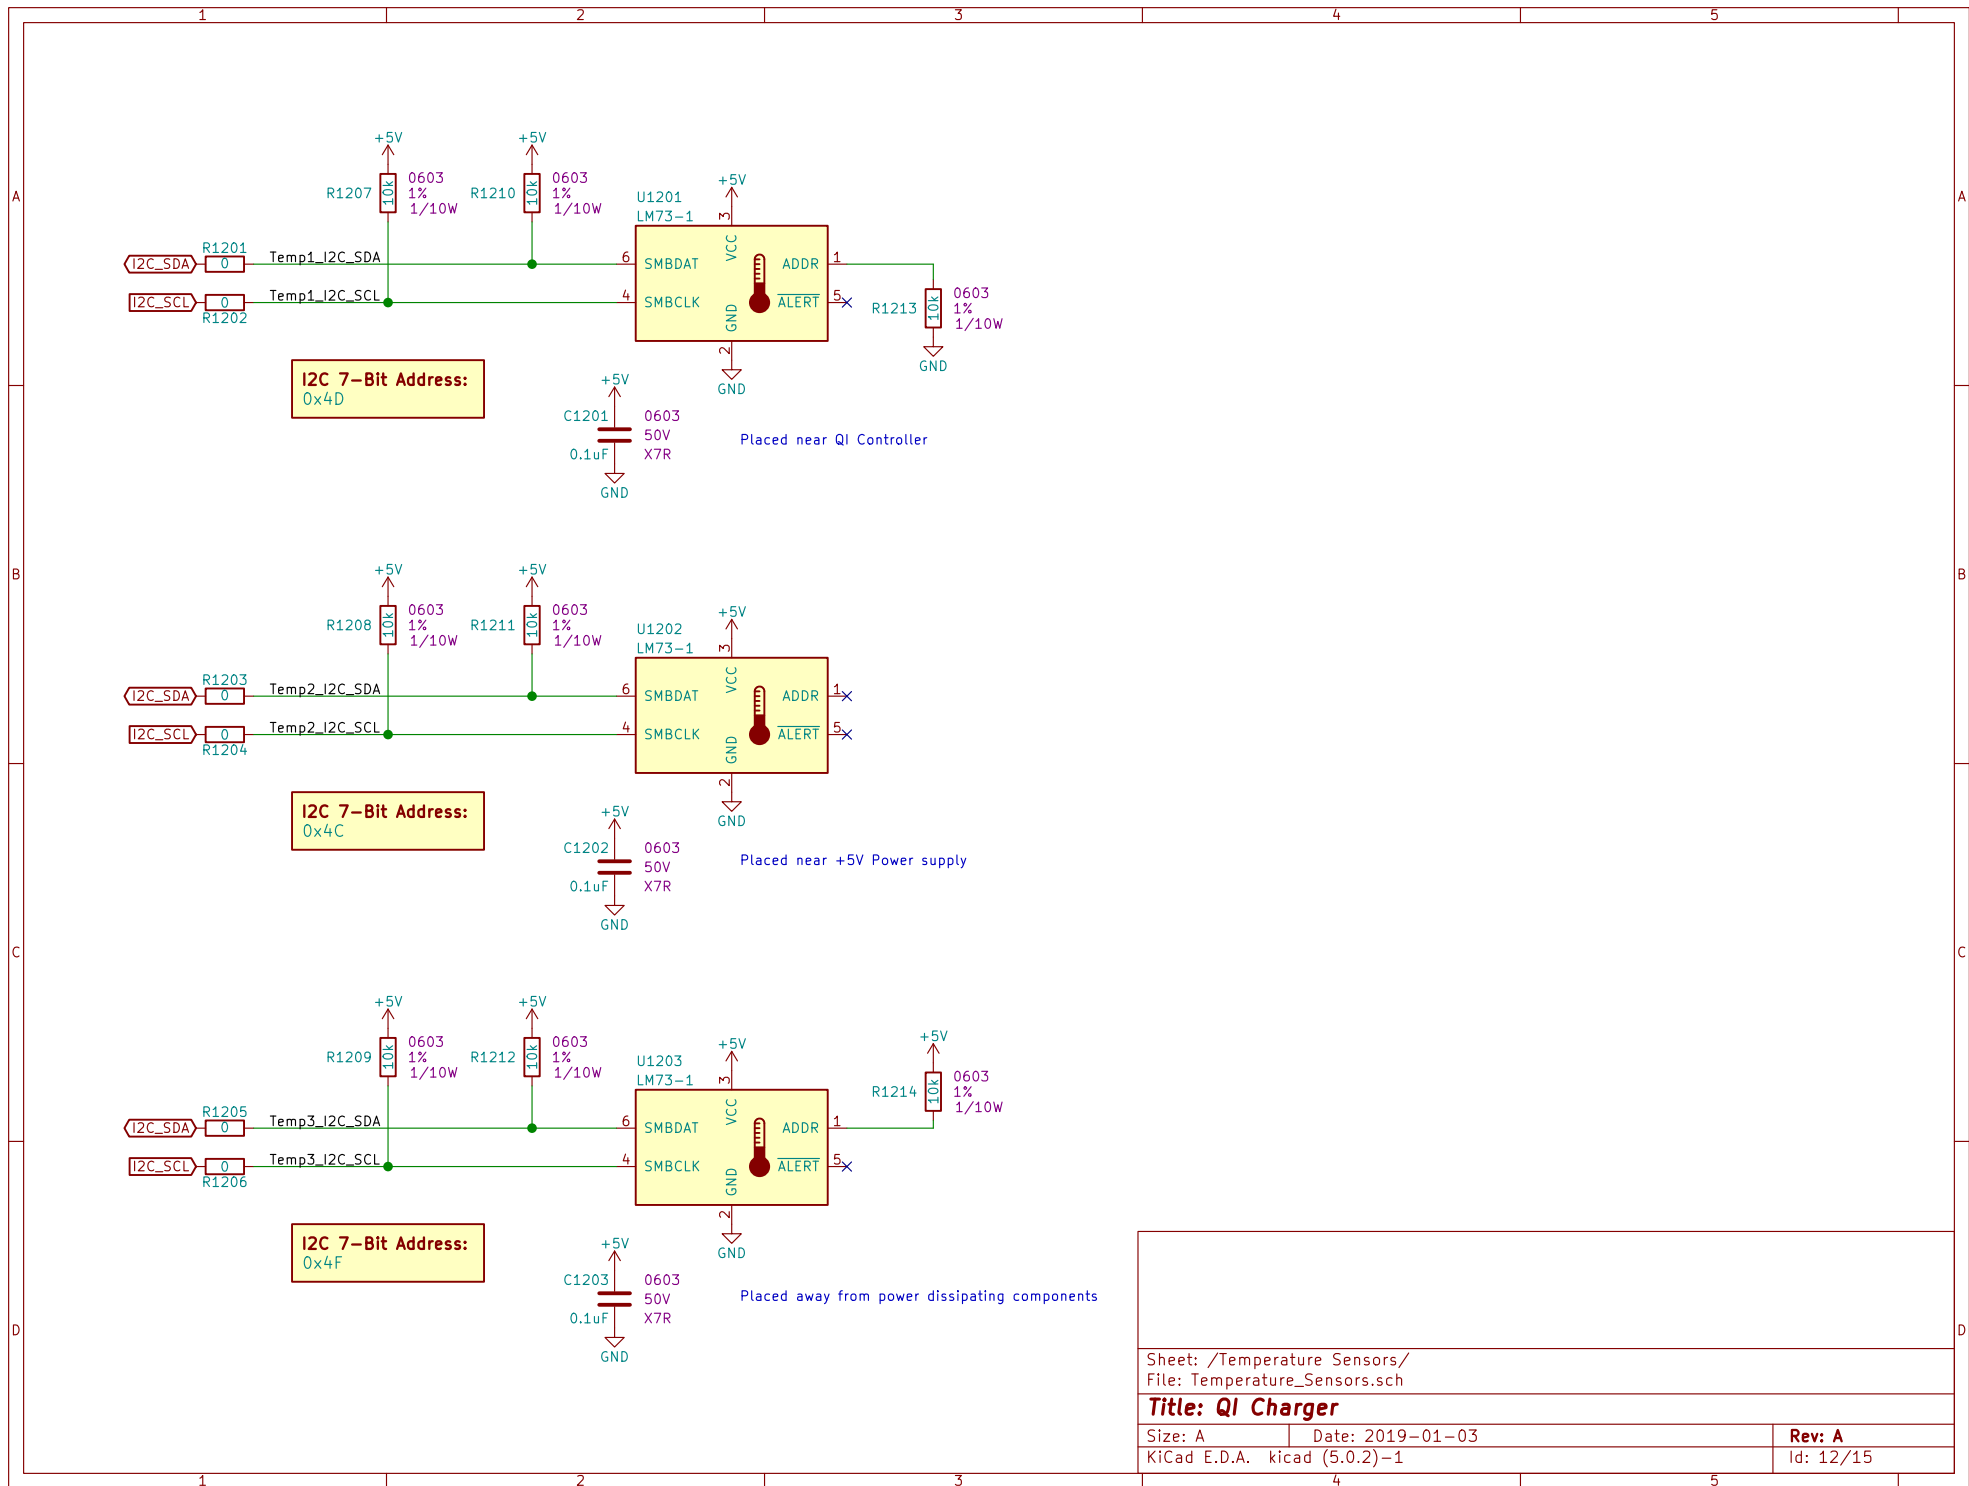 1 2 3 4 5
A A
B B
C C
D D
+5V +5V
R1207 10k 0603
1%
1/10W
R1210 10k 0603
1%
1/10W
U1201
LM73-1
+5V
3 VCC
R1201
I2C_SDA 0 Temp1_I2C_SDA 6 SMBDAT ADDR 1
I2C_SCL 0 Temp1_I2C_SCL 4 SMBCLK ALERT 5
R1202
GND 2
GND
R1213 10k 0603
1%
1/10W
GND
I2C 7-Bit Address:
0x4D
+5V
C1201 0603
50V
0.1uF X7R
GND
Placed near QI Controller
+5V +5V
R1208 10k 0603
1%
1/10W
R1211 10k 0603
1%
1/10W
U1202
LM73-1
+5V
3 VCC
R1203
I2C_SDA 0 Temp2_I2C_SDA 6 SMBDAT ADDR 1
I2C_SCL 0 Temp2_I2C_SCL 4 SMBCLK ALERT 5
R1204
GND 2
GND
I2C 7-Bit Address:
0x4C
+5V
C1202 0603
50V
0.1uF X7R
GND
Placed near +5V Power supply
+5V +5V
R1209 10k 0603
1%
1/10W
R1212 10k 0603
1%
1/10W
U1203
LM73-1
+5V
3 VCC
+5V
R1214 10k 0603
1%
1/10W
R1205
I2C_SDA 0 Temp3_I2C_SDA 6 SMBDAT ADDR 1
I2C_SCL 0 Temp3_I2C_SCL 4 SMBCLK ALERT 5
R1206
GND 2
GND
I2C 7-Bit Address:
0x4F
+5V
C1203 0603
50V
0.1uF X7R
GND
Placed away from power dissipating components
Sheet: /Temperature Sensors/
File: Temperature_Sensors.sch
Title: QI Charger
Size: A Date: 2019-01-03 Rev: A
KiCad E.D.A. kicad (5.0.2)-1 Id: 12/15
1 2 3 4 5